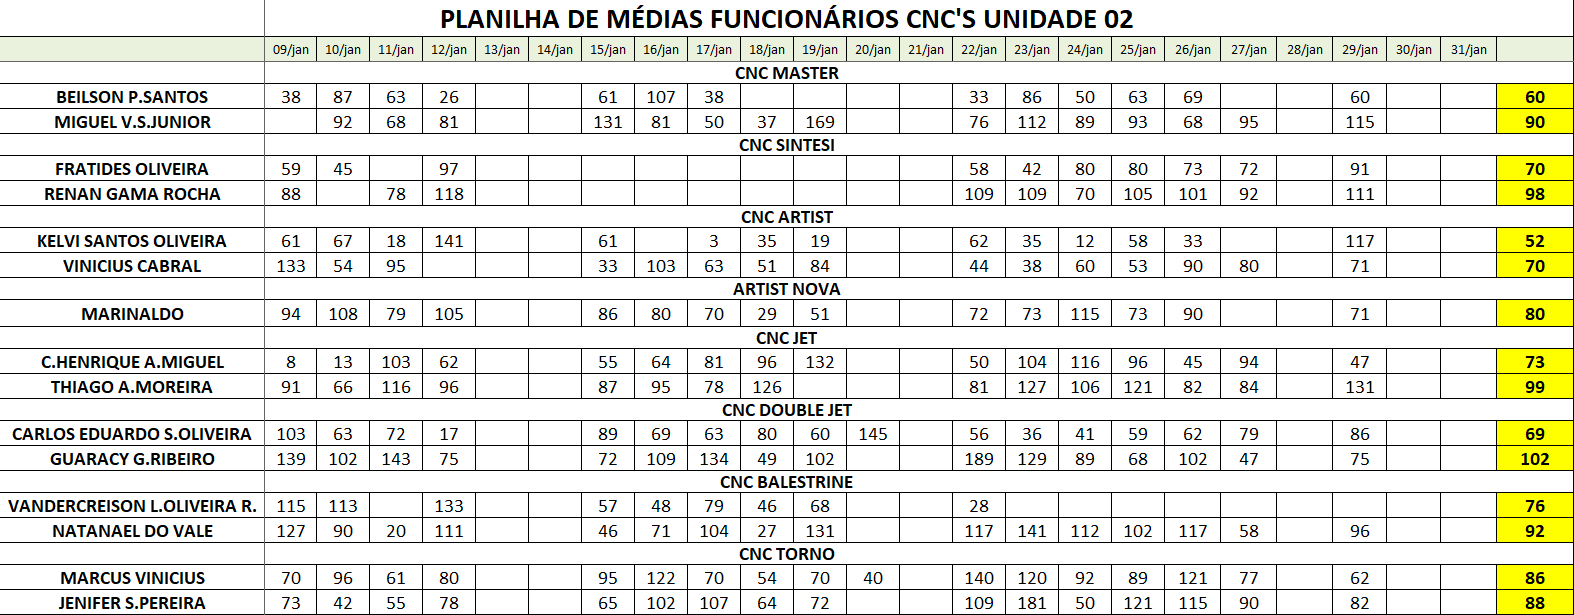 PLANILHA DE MÉDIAS FUNCIONÁRIOS CNC'S UNIDADE 02
09/jan 10/jan 11/jan 12/jan 13/jan 14/jan 15/jan 16/jan 17/jan 18/jan 19/jan 20/jan 21/jan 22/jan 23/jan 24/jan 25/jan 26/jan 27/jan 28/jan 29/jan 30/jan 31/jan
CNC MASTER
BEILSON P.SANTOS 38 87 63 26 61 107 38 33 86 50 63 69 60 60
MIGUEL V.S.JUNIOR 92 68 81 131 81 50 37 169 76 112 89 93 68 95 115 90
CNC SINTESI
FRATIDES OLIVEIRA 59 45 97 58 42 80 80 73 72 91 70
RENAN GAMA ROCHA 88 78 118 109 109 70 105 101 92 111 98
CNC ARTIST
KELVI SANTOS OLIVEIRA 61 67 18 141 61 3 35 19 62 35 12 58 33 117 52
VINICIUS CABRAL 133 54 95 33 103 63 51 84 44 38 60 53 90 80 71 70
ARTIST NOVA
MARINALDO 94 108 79 105 86 80 70 29 51 72 73 115 73 90 71 80
CNC JET
C.HENRIQUE A.MIGUEL 8 13 103 62 55 64 81 96 132 50 104 116 96 45 94 47 73
THIAGO A.MOREIRA 91 66 116 96 87 95 78 126 81 127 106 121 82 84 131 99
CNC DOUBLE JET
CARLOS EDUARDO S.OLIVEIRA 103 63 72 17 89 69 63 80 60 145 56 36 41 59 62 79 86 69
GUARACY G.RIBEIRO 139 102 143 75 72 109 134 49 102 189 129 89 68 102 47 75 102
CNC BALESTRINE
VANDERCREISON L.OLIVEIRA R. 115 113 133 57 48 79 46 68 28 76
NATANAEL DO VALE 127 90 20 111 46 71 104 27 131 117 141 112 102 117 58 96 92
CNC TORNO
MARCUS VINICIUS 70 96 61 80 95 122 70 54 70 40 140 120 92 89 121 77 62 86
JENIFER S.PEREIRA 73 42 55 78 65 102 107 64 72 109 181 50 121 115 90 82 88